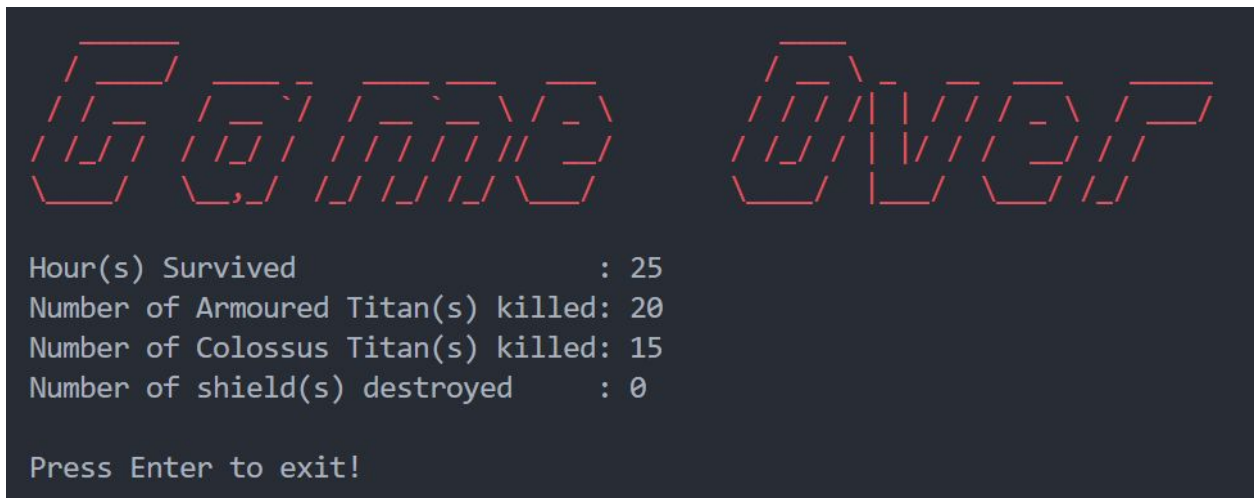 Game Over
Hour(s) Survived                  : 25
Number of Armoured Titan(s) killed: 20
Number of Colossus Titan(s) killed: 15
Number of shield(s) destroyed     : 0
Press Enter to exit!